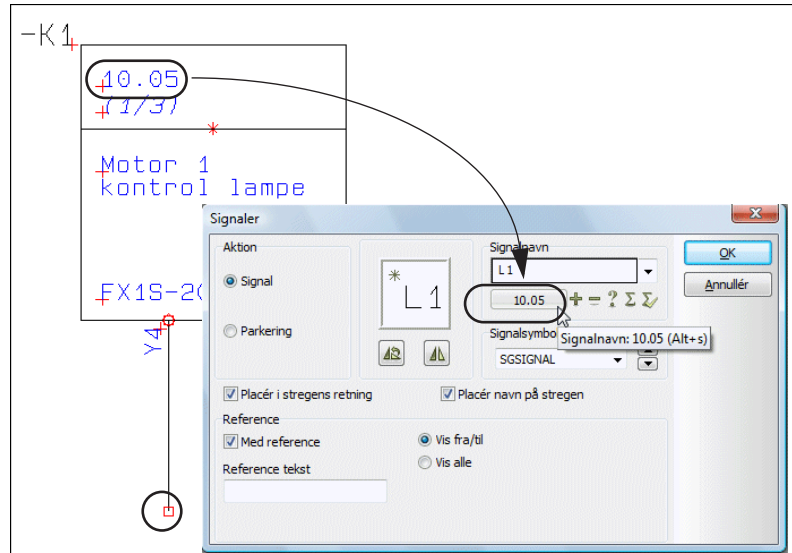 -K1
10.05
(1/3)
Motor 1
kontrol lampe
FX1S-20
Y4
Signaler
Aktion
Signal
Parkering
*L1
Signalnavn
L1
10.05
Signalsymbol
Signalnavn: 10.05 (Alt+s)
SGSIGNAL
OK
Annullér
Placér i stregens retning
Placér navn på stregen
Reference
Med reference
Vis fra/til
Vis alle
Reference tekst